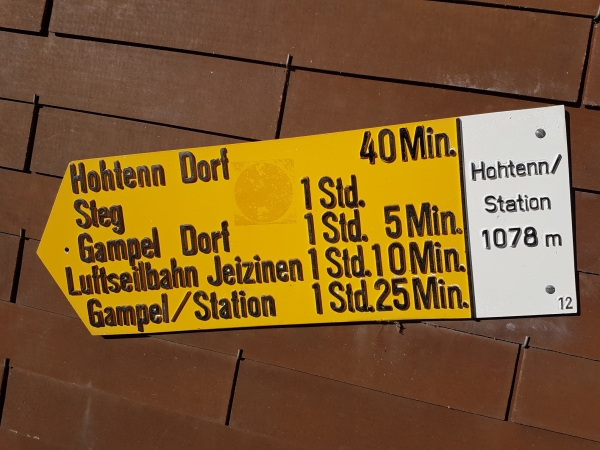 Hohtenn Dorf 40 Min.
Steg 1 Std.
Gampel Dorf 1 Std. 5 Min.
Luftseilbahn Jeizinen 1 Std. 10 Min.
Gampel/Station 1 Std. 25 Min.
Hohtenn/
Station
1078 m
12